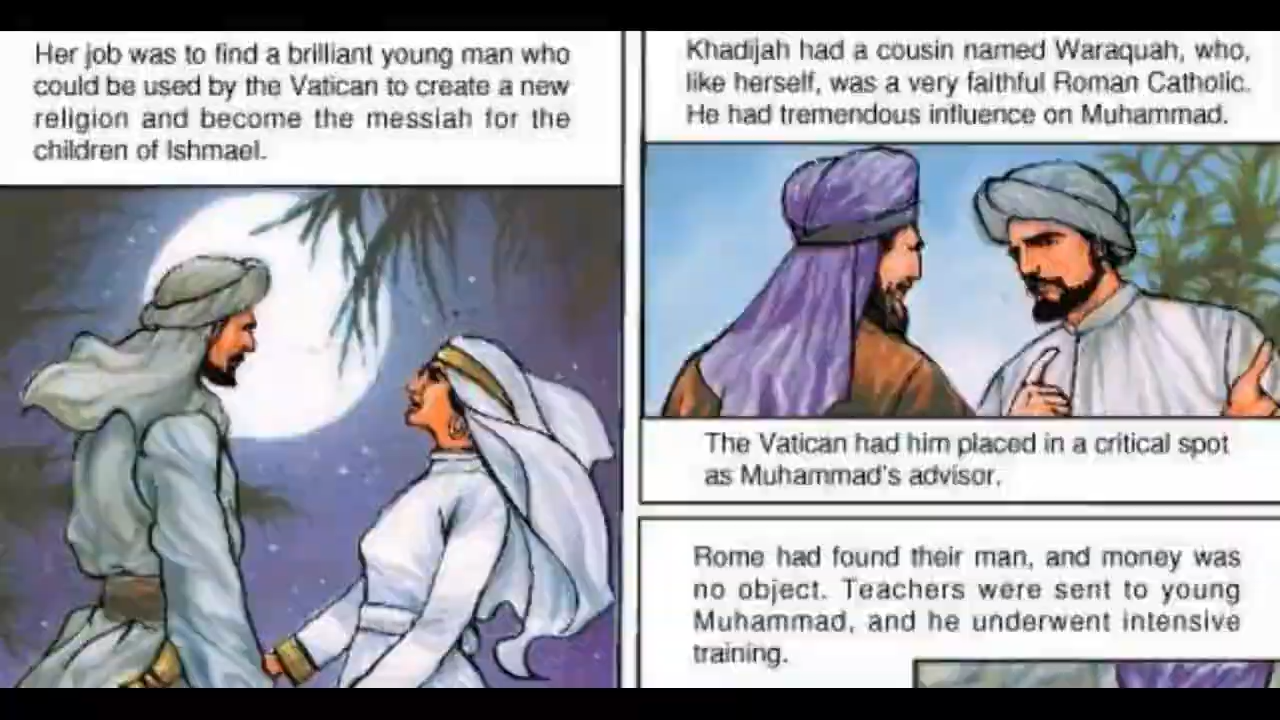 Her job was to find a brilliant young man who
could be used by the Vatican to create a new
religion and become the messiah for the
children of Ishmael.
Khadijah had a cousin named Waraquah, who,
like herself, was a very faithful Roman Catholic.
He had tremendous influence on Muhammad.
The Vatican had him placed in a critical spot
as Muhammad's advisor.
Rome had found their man, and money was
no object. Teachers were sent to young
Muhammad, and he underwent intensive
training.